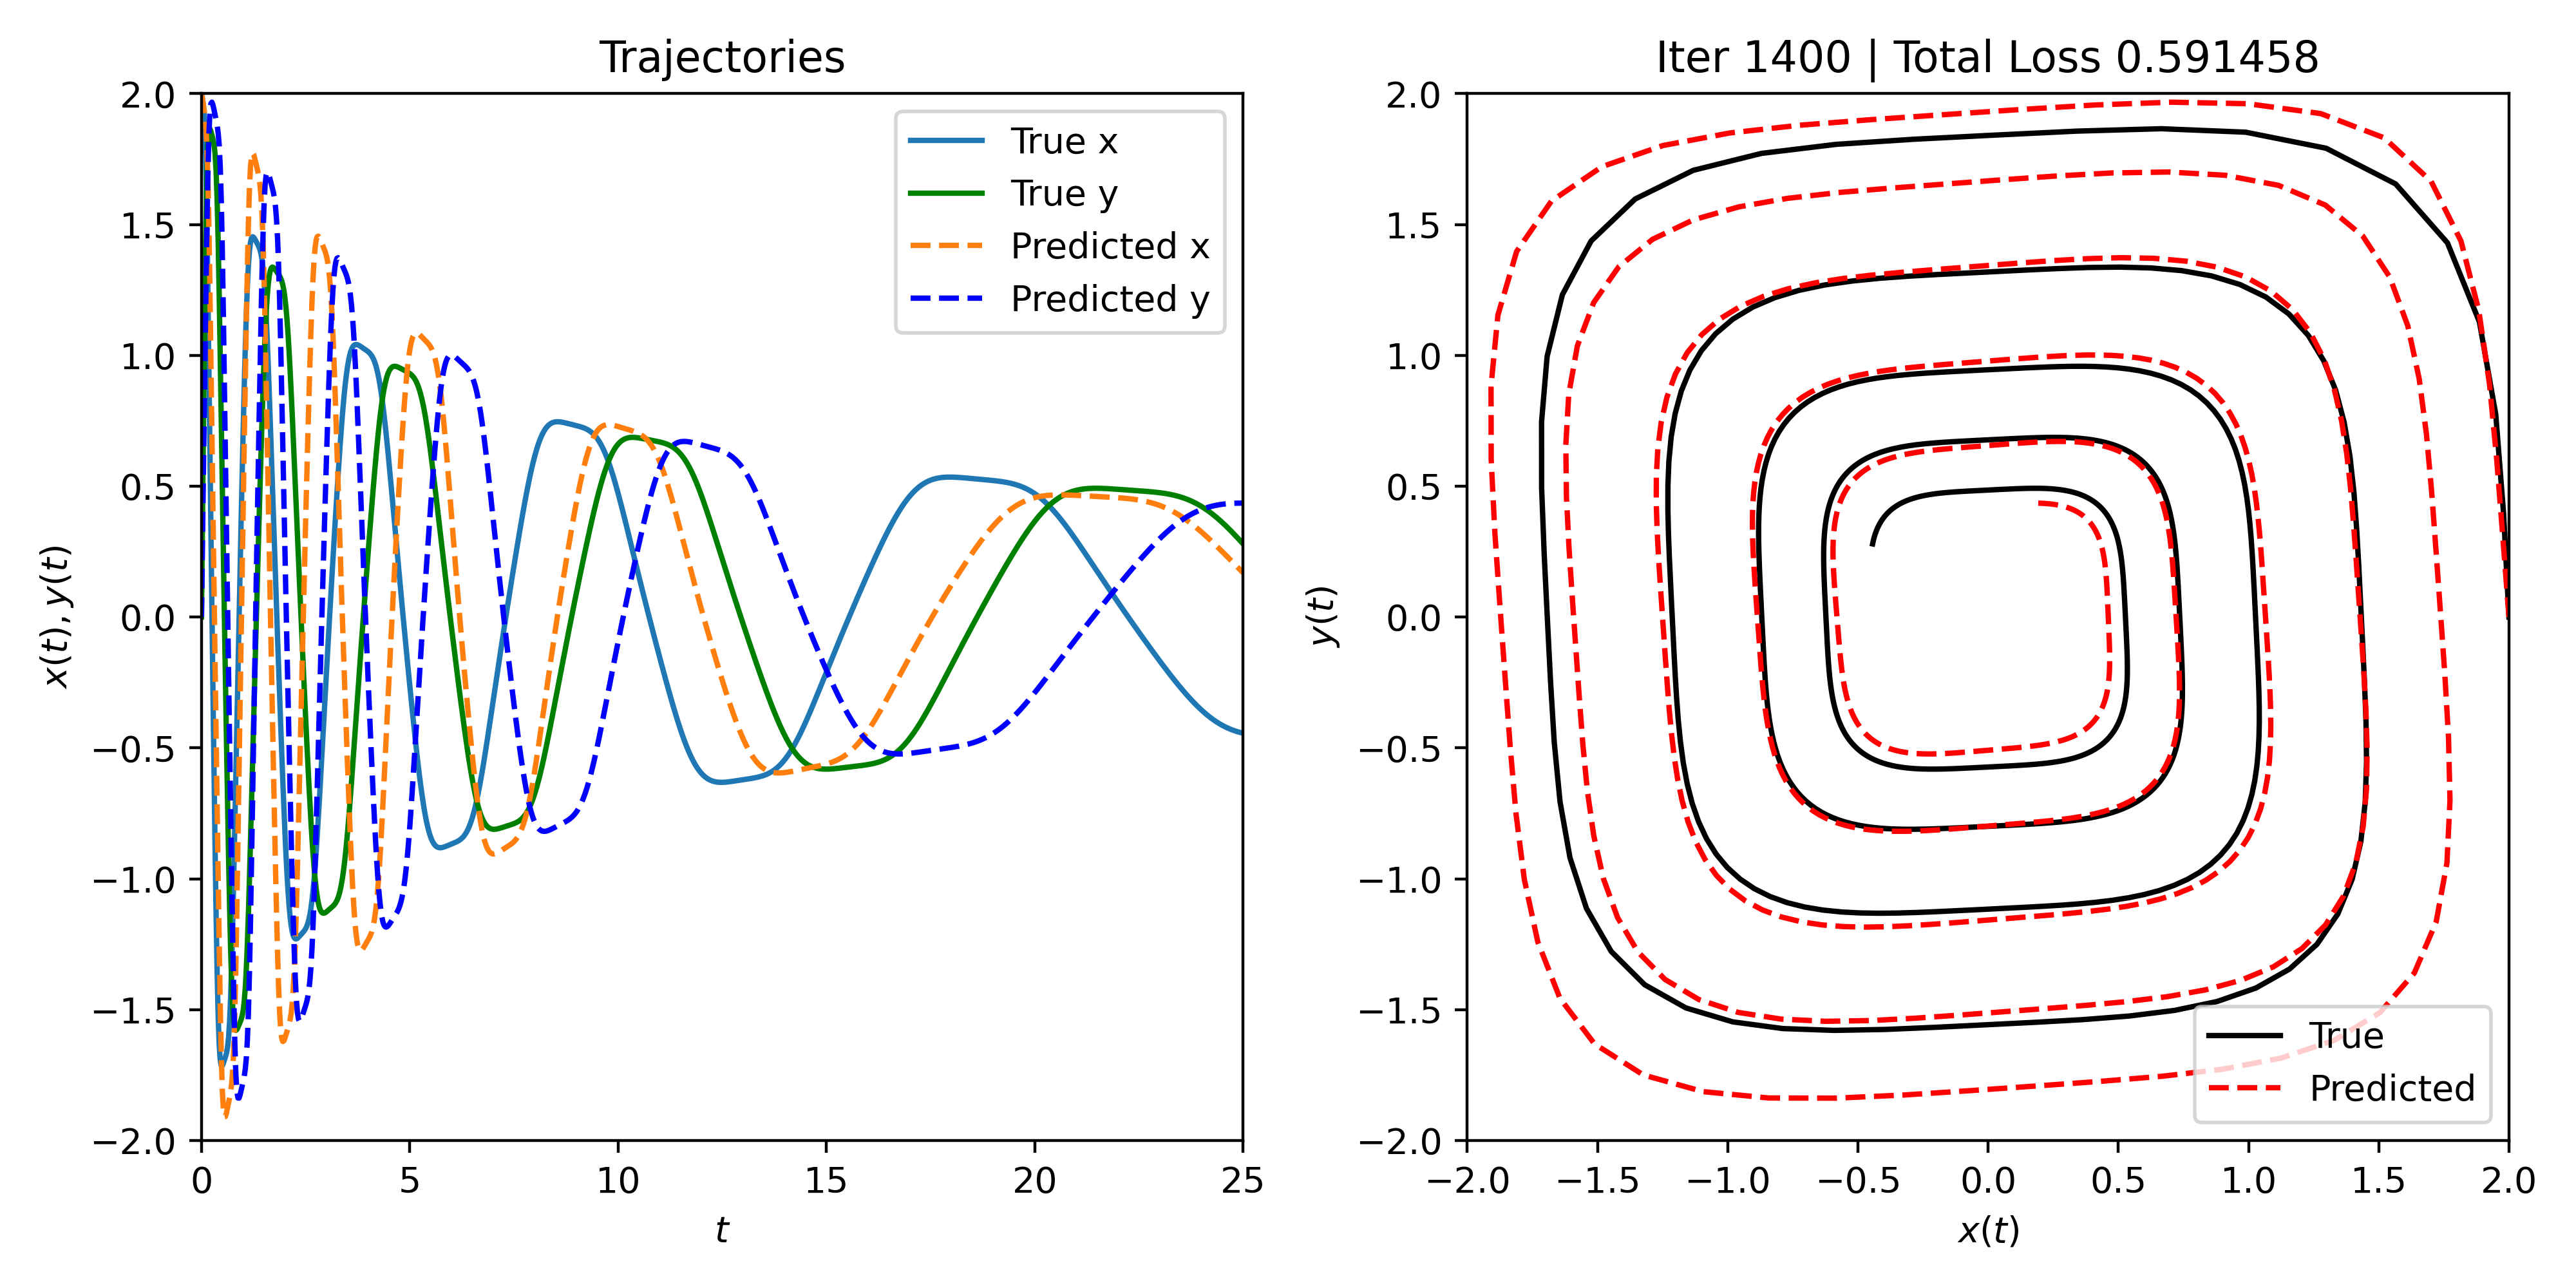 Trajectories
2.0
1.5
1.0
0.5
0.0
−0.5
−1.0
−1.5
−2.0
x(t), y(t)
0 5 10 15 20 25
t
True x
True y
Predicted x
Predicted y
Iter 1400 | Total Loss 0.591458
2.0
1.5
1.0
0.5
0.0
−0.5
−1.0
−1.5
−2.0
y(t)
−2.0 −1.5 −1.0 −0.5 0.0 0.5 1.0 1.5 2.0
x(t)
True
Predicted